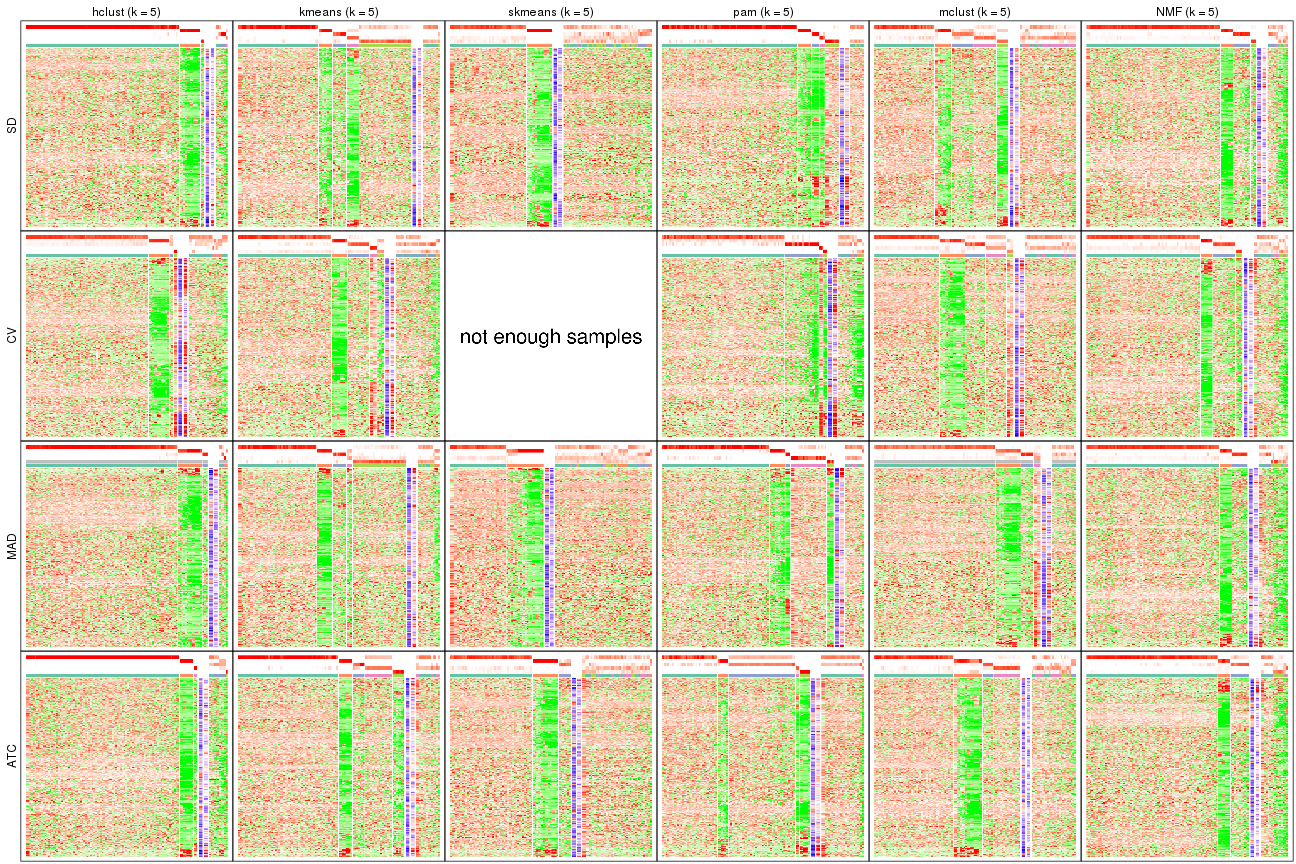 hclust (k = 5)
kmeans (k = 5)
skmeans (k = 5)
pam (k = 5)
mclust (k = 5)
NMF (k = 5)
SD
CV
not enough samples
MAD
ATC